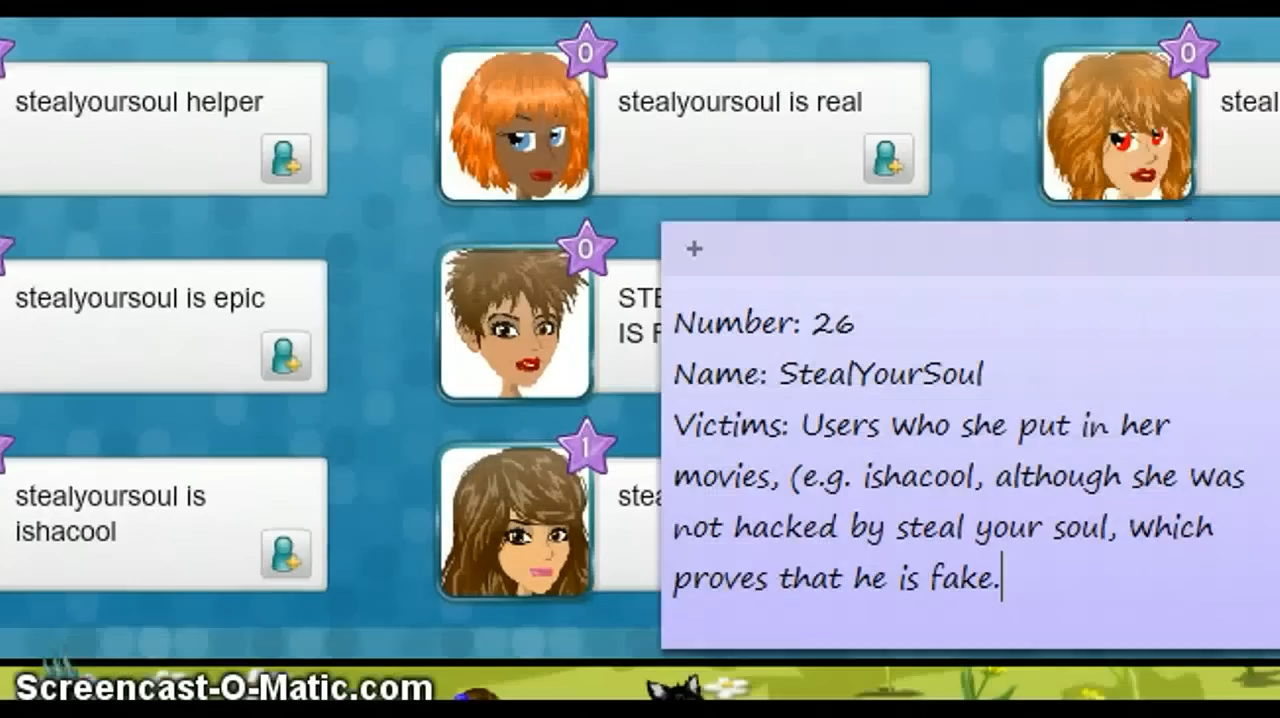 0
0
stealyoursoul helper
stealyoursoul is real
steal
+
0
stealyoursoul is epic
STE
IS F
Number: 26
Name: StealYourSoul
Victims: Users who she put in her
movies, (e.g. ishacool, although she was
not hacked by steal your soul, which
proves that he is fake.
1
stealyoursoul is
ishacool
stea
Screencast-O-Matic.com